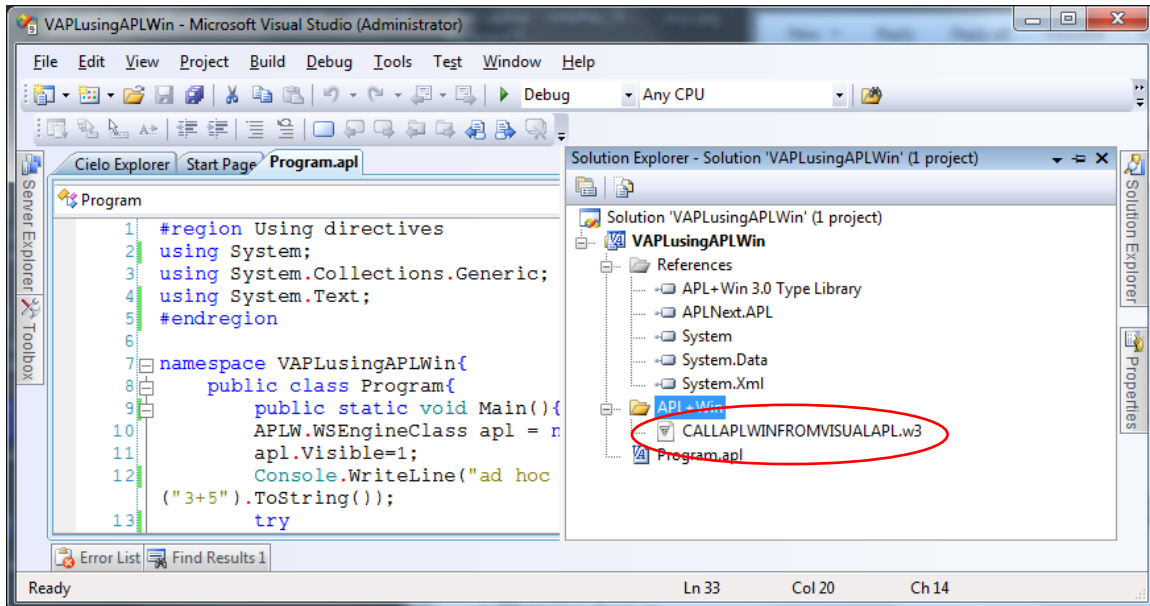 VAPLusingAPLWin - Microsoft Visual Studio (Administrator)
File Edit View Project Build Debug Tools Test Window Help
Debug Any CPU
Server Explorer
Toolbox
Cielo Explorer Start Page Program.apl
Program
1 #region Using directives
2 using System;
3 using System.Collections.Generic;
4 using System.Text;
5 #endregion
6
7 namespace VAPLusingAPLWin{
8 public class Program{
9 public static void Main(){
10 APLW.WSEngineClass apl = n
11 apl.Visible=1;
12 Console.WriteLine("ad hoc
("3+5").ToString());
13 try
Solution Explorer - Solution 'VAPLusingAPLWin' (1 project)
Solution 'VAPLusingAPLWin' (1 project)
VAPLusingAPLWin
References
APL+Win 3.0 Type Library
APLNext.APL
System
System.Data
System.Xml
APL+Win
CALLAPLWINFROMVISUALAPL.w3
Program.apl
Solution Explorer
Properties
Error List Find Results 1
Ready Ln 33 Col 20 Ch 14